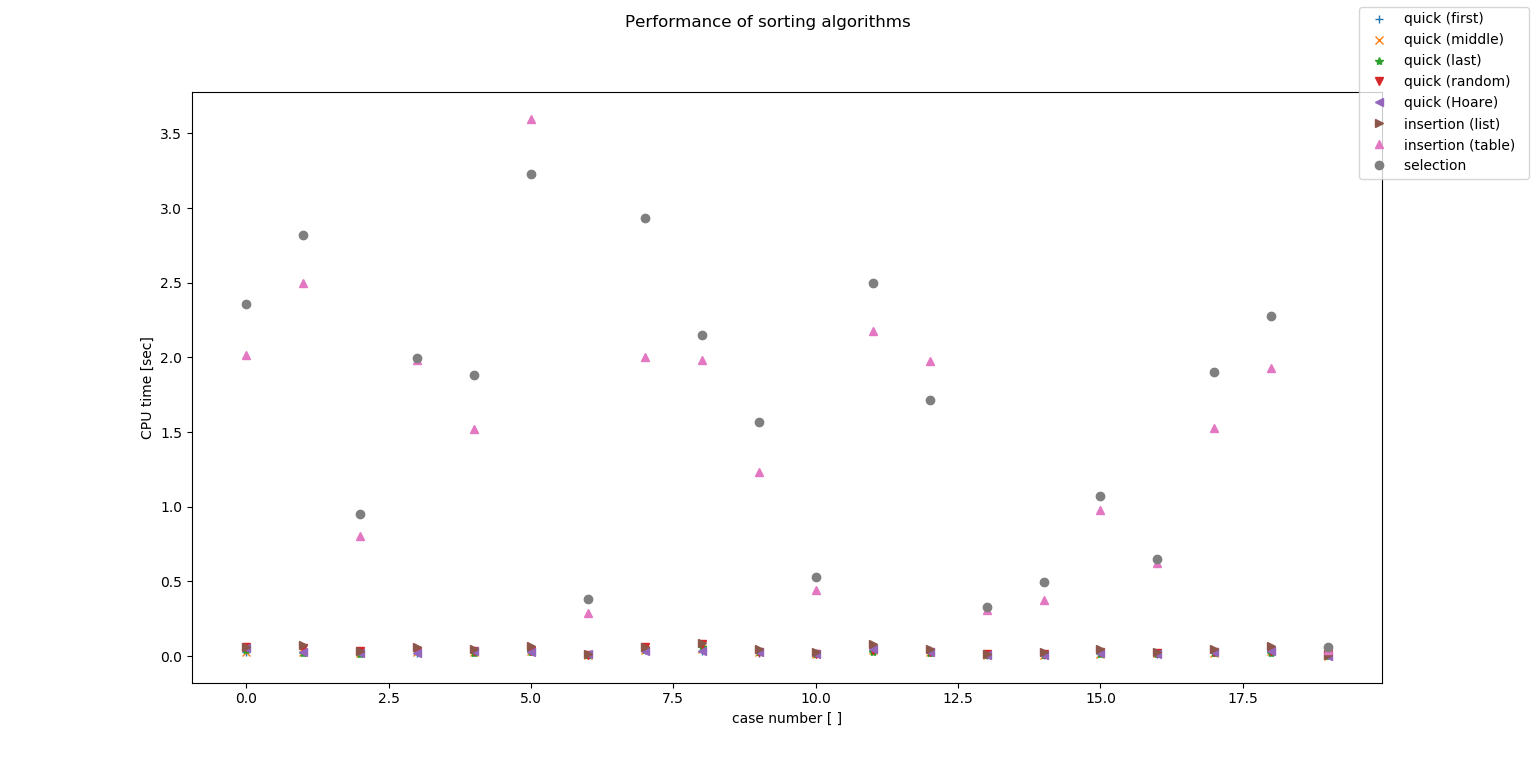 Performance of sorting algorithms
quick (first)
quick (middle)
quick (last)
quick (random)
quick (Hoare)
insertion (list)
insertion (table)
selection
CPU time [sec]
3.5
3.0
2.5
2.0
1.5
1.0
0.5
0.0
0.0 2.5 5.0 7.5 10.0 12.5 15.0 17.5
case number [ ]